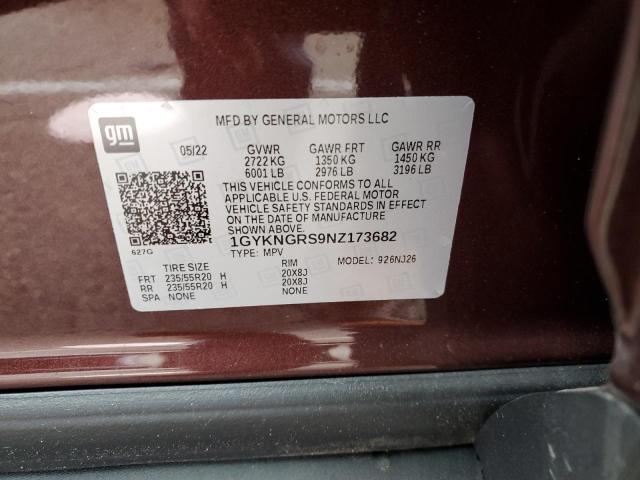 gm
MFD BY GENERAL MOTORS LLC
05/22 GVWR GAWR FRT GAWR RR
2722 KG 1350 KG 1450 KG
6001 LB 2976 LB 3196 LB
THIS VEHICLE CONFORMS TO ALL
APPLICABLE U.S. FEDERAL MOTOR
VEHICLE SAFETY STANDARDS IN EFFECT
ON THE DATE OF MANUFACTURE
SHOWN ABOVE.
1GYKNGRS9NZ173682
627G TYPE: MPV MODEL: 926NJ26
TIRE SIZE RIM
FRT 235/55R20 H 20X8J
RR 235/55R20 H 20X8J
SPA NONE NONE